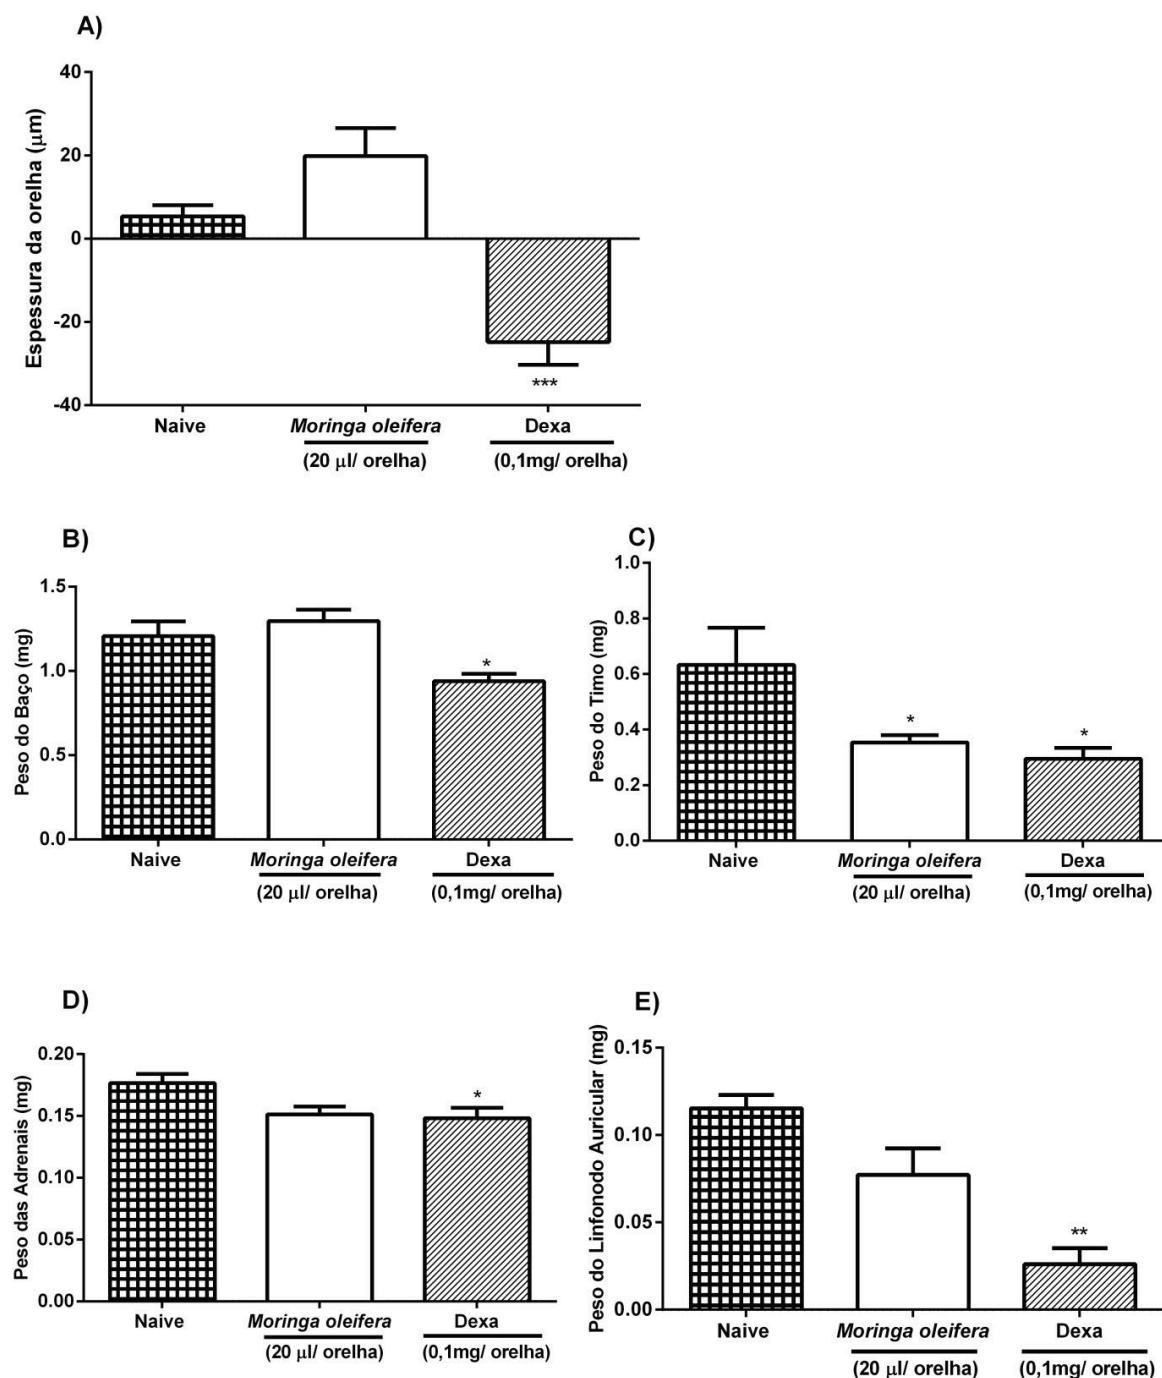 A)
Espessura da orelha (μm)
40
20
0
-20
-40
***
Naive
Moringa oleifera
Dexa
(20 μl/ orelha)
(0,1mg/ orelha)
B)
Peso do Baço (mg)
1.5
1.0
0.5
0.0
*
Naive
Moringa oleifera
Dexa
(20 μl/ orelha)
(0,1mg/ orelha)
C)
Peso do Timo (mg)
1.0
0.8
0.6
0.4
0.2
0.0
*
*
Naive
Moringa oleifera
Dexa
(20 μl/ orelha)
(0,1mg/ orelha)
D)
Peso das Adrenais (mg)
0.20
0.15
0.10
0.05
0.00
*
Naive
Moringa oleifera
Dexa
(20 μl/ orelha)
(0,1mg/ orelha)
E)
Peso do Linfonodo Auricular (mg)
0.15
0.10
0.05
0.00
**
Naive
Moringa oleifera
Dexa
(20 μl/ orelha)
(0,1mg/ orelha)